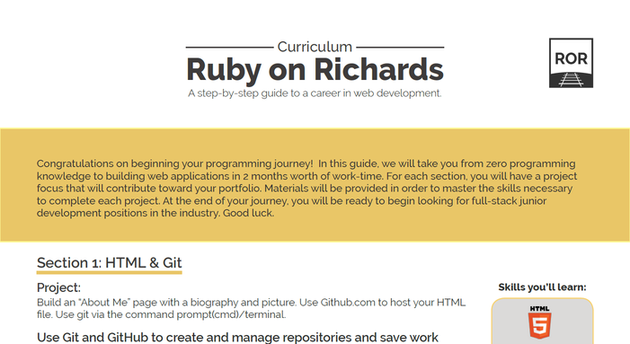 Curriculum
Ruby on Richards
A step-by-step guide to a career in web development.
ROR
Congratulations on beginning your programming journey! In this guide, we will take you from zero programming
knowledge to building web applications in 2 months worth of work-time. For each section, you will have a project
focus that will contribute toward your portfolio. Materials will be provided in order to master the skills necessary
to complete each project. At the end of your journey, you will be ready to begin looking for full-stack junior
development positions in the industry. Good luck.
Section 1: HTML & Git
Project:
Build an “About Me” page with a biography and picture. Use Github.com to host your HTML
file. Use git via the command prompt(cmd)/terminal.
Use Git and GitHub to create and manage repositories and save work
Skills you’ll learn:
HTML
5